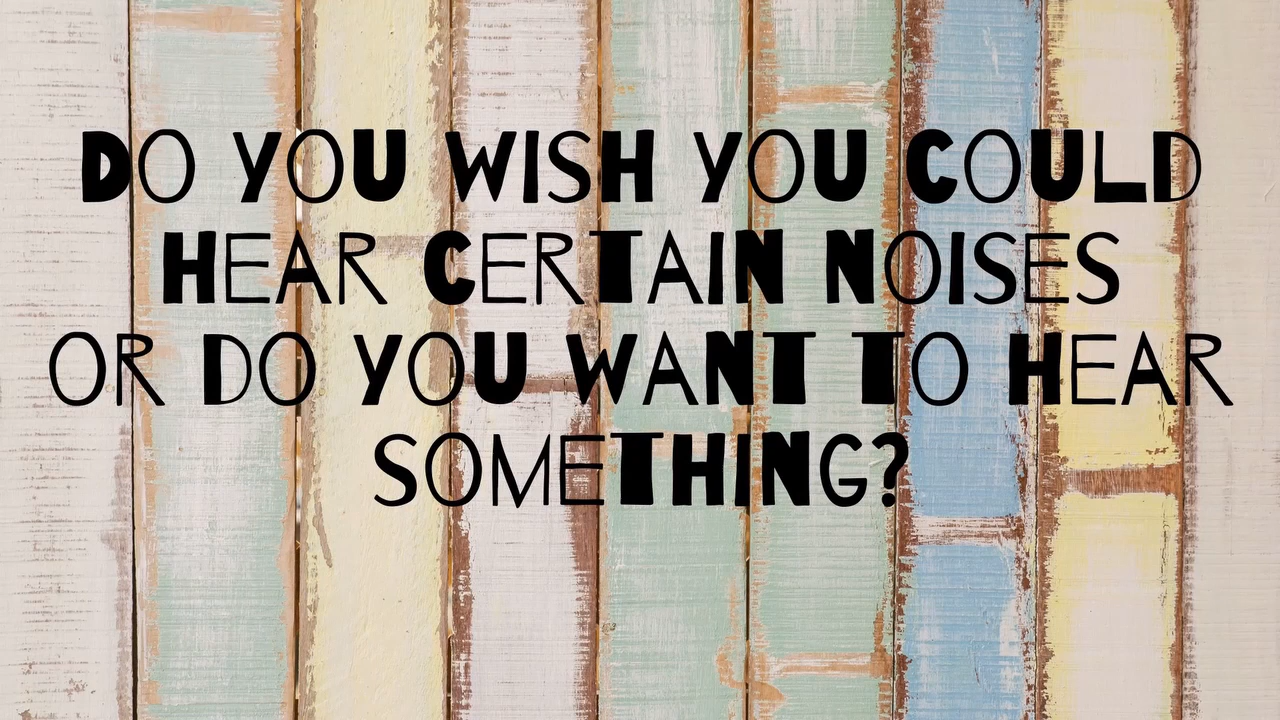 DO YOU WISH YOU COULD
HEAR CERTAIN NOISES
OR DO YOU WANT TO HEAR
SOMETHING?